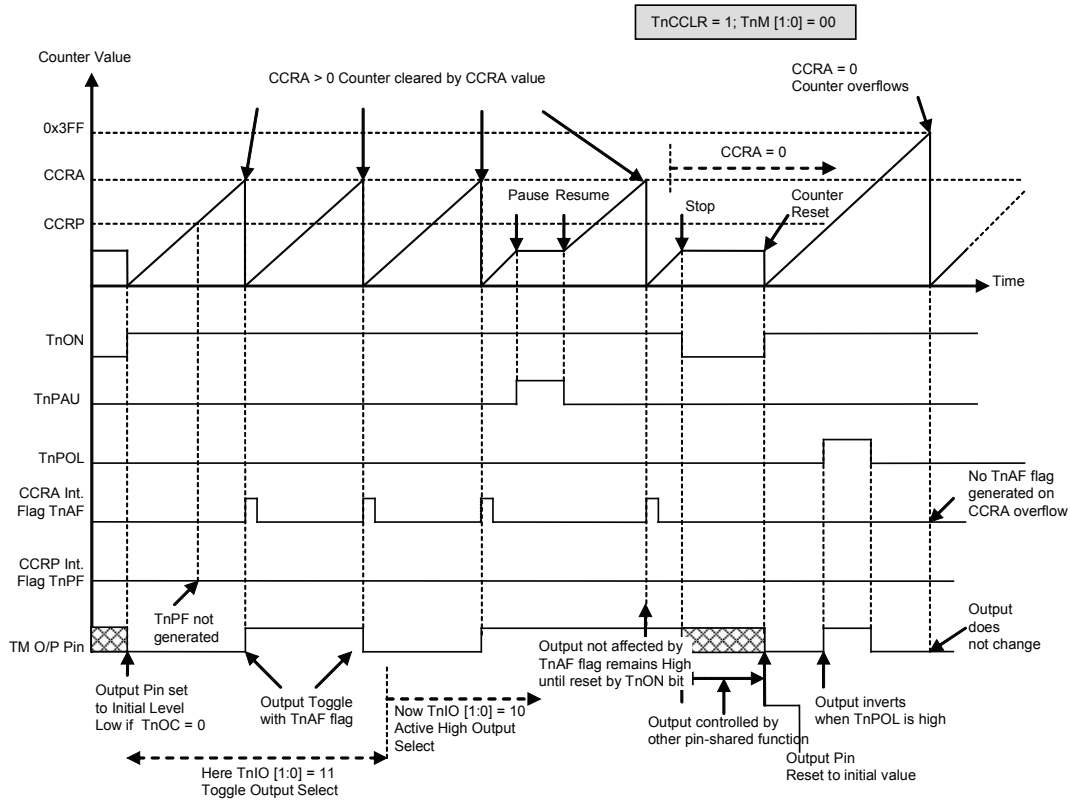 TnCCLR = 1; TnM [1:0] = 00
Counter Value
CCRA > 0 Counter cleared by CCRA value
CCRA = 0
Counter overflows
0x3FF
CCRA = 0
CCRA
Pause
Resume
Stop
Counter
Reset
CCRP
Time
TnON
TnPAU
TnPOL
CCRA Int.
Flag TnAF
No TnAF flag
generated on
CCRA overflow
CCRP Int.
Flag TnPF
TnPF not
generated
TM O/P Pin
Output
does
not change
Output not affected by
TnAF flag remains High
until reset by TnON bit
Output Pin set
to Initial Level
Low if TnOC = 0
Output Toggle
with TnAF flag
Now TnIO [1:0] = 10
Active High Output
Select
Output controlled by
other pin-shared function
Output inverts
when TnPOL is high
Output Pin
Reset to initial value
Here TnIO [1:0] = 11
Toggle Output Select